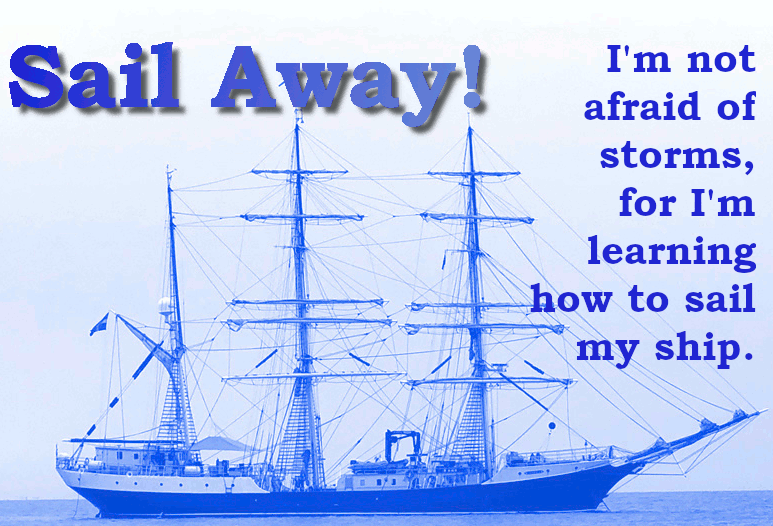 Sail Away!
I'm not
afraid of
storms,
for I'm
learning
how to sail
my ship.